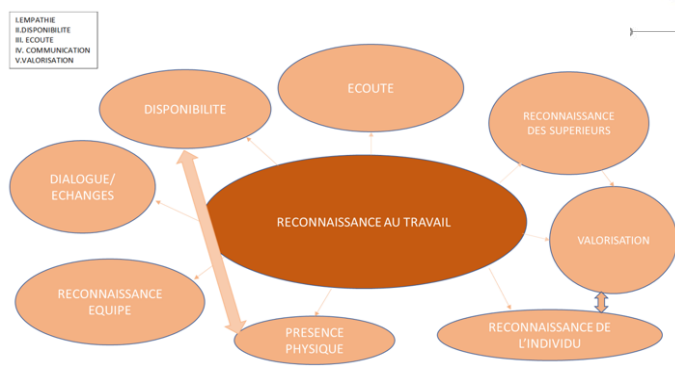 I.EMPATHIE
II.DISPONIBILITE
III. ECOUTE
IV. COMMUNICATION
V.VALORISATION
DISPONIBILITE
ECOUTE
RECONNAISSANCE
DES SUPERIEURS
DIALOGUE/
ECHANGES
RECONNAISSANCE AU TRAVAIL
VALORISATION
RECONNAISSANCE
EQUIPE
PRESENCE
PHYSIQUE
RECONNAISSANCE DE
L'INDIVIDU